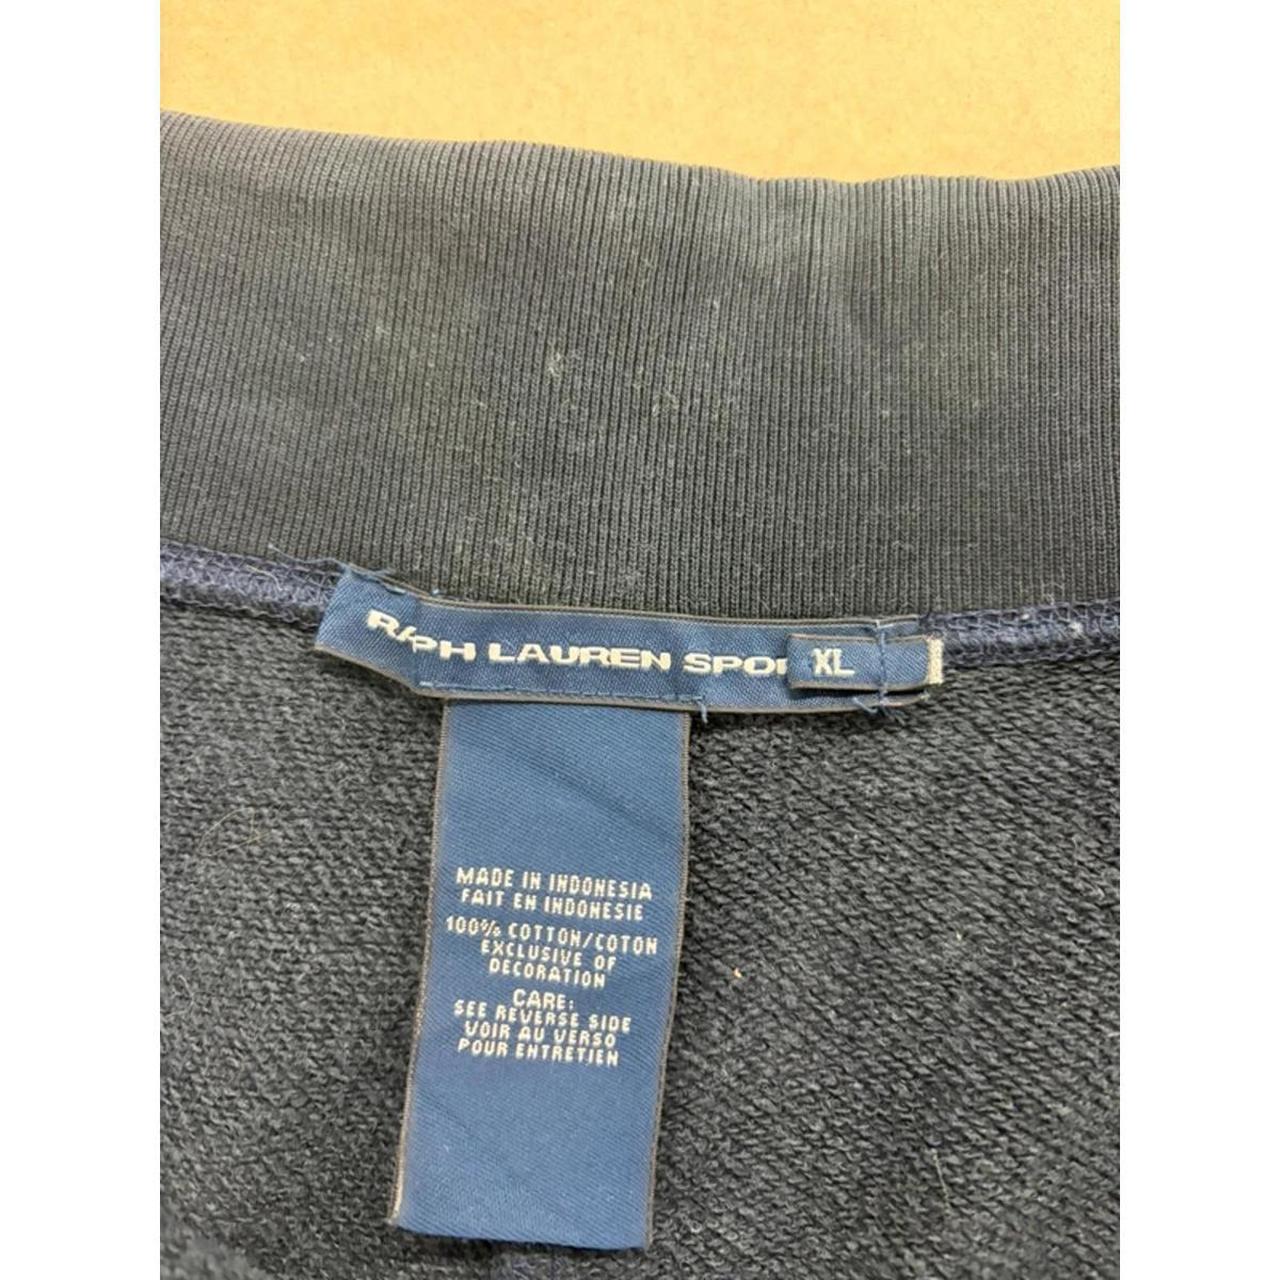 RALPH LAUREN SPOR
XL
MADE IN INDONESIA
FAIT EN INDONESIE
100% COTTON/COTON
EXCLUSIVE OF
DECORATION
CARE:
SEE REVERSE SIDE
VOIR AU VERSO
POUR ENTRETIEN